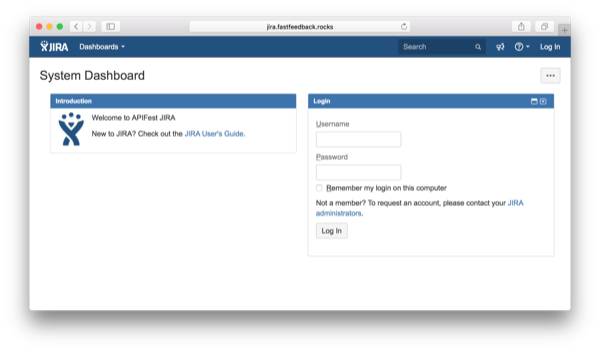 jira.fastfeedback.rocks
JIRA Dashboards Search Log In
System Dashboard
Introduction
Welcome to APIFest JIRA
New to JIRA? Check out the JIRA User's Guide.
Login
Username
Password
Remember my login on this computer
Not a member? To request an account, please contact your JIRA
administrators.
Log In